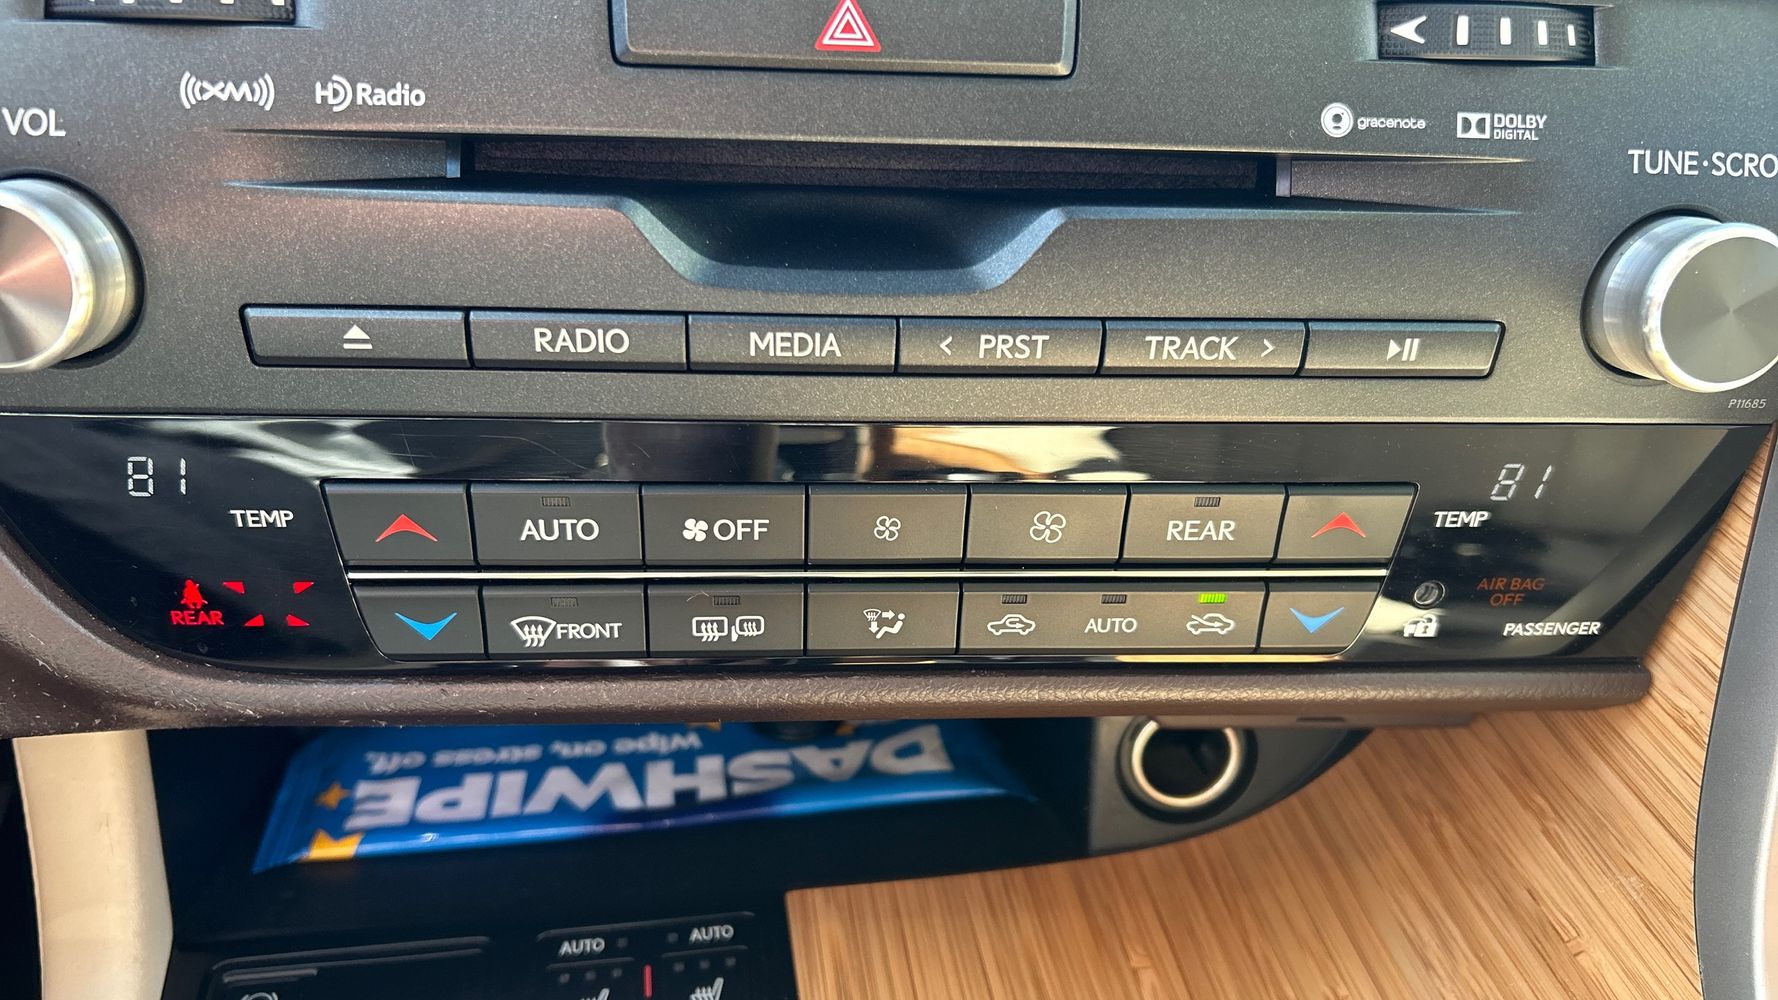 XM
HD Radio
VOL
gracenote
DOLBY
DIGITAL
TUNE·SCRO
RADIO
MEDIA
< PRST
TRACK >
P11685
81
TEMP
AUTO
OFF
REAR
81
TEMP
REAR
FRONT
AUTO
AIR BAG
OFF
PASSENGER
DASHWIPE
wipe on, stress off.
AUTO
AUTO